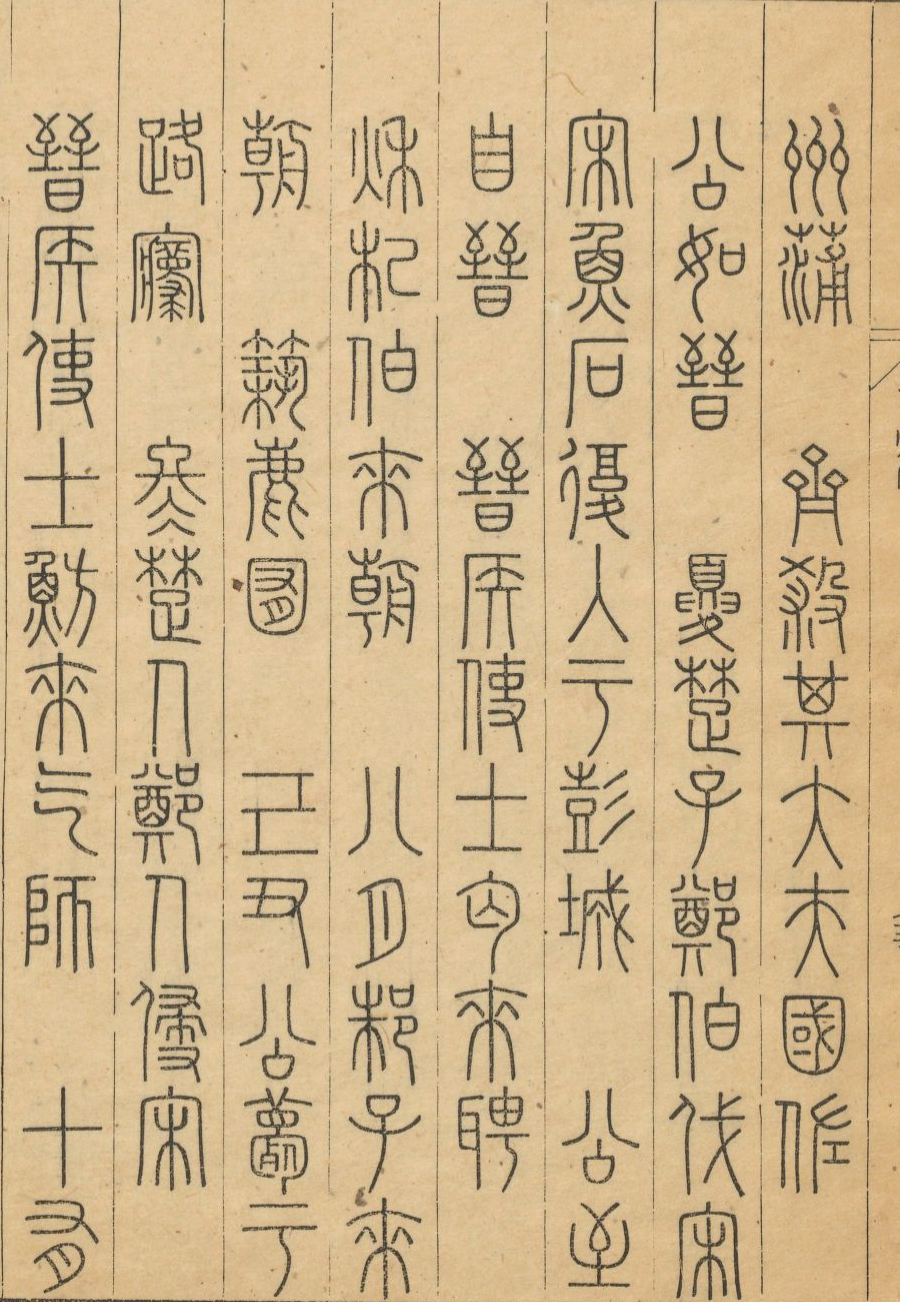 州蒲　齊殺其大夫國佐
公如晉　夏楚子鄭伯伐宋
宋魚石復入于彭城　公至
自晉　晉侯使士匄來聘
秋杞伯來朝　八月邾子來
朝　築鹿囿　己丑公薨于
路寢　冬楚人鄭人侵宋
晉侯使士魴來乞師　十有